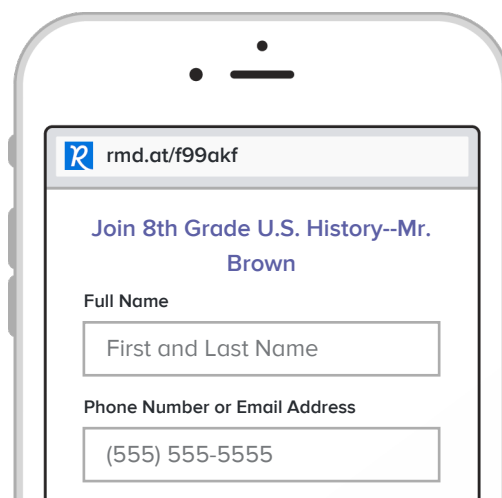 rmd.at/f99akf
Join 8th Grade U.S. History--Mr.
Brown
Full Name
First and Last Name
Phone Number or Email Address
(555) 555-5555